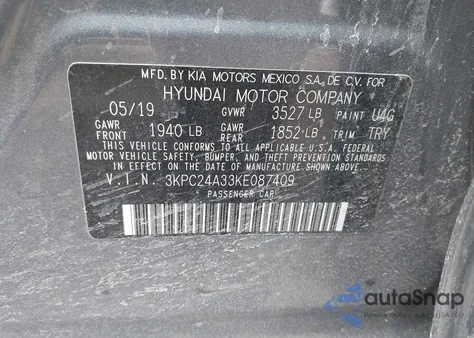 MFD. BY KIA MOTORS MEXICO S.A. DE C.V. FOR
HYUNDAI MOTOR COMPANY
05/19 GVWR 3527 LB PAINT U4G
GAWR FRONT 1940 LB GAWR REAR 1852 LB TRIM TRY
THIS VEHICLE CONFORMS TO ALL APPLICABLE U.S.A. FEDERAL
MOTOR VEHICLE SAFETY, BUMPER, AND THEFT PREVENTION STANDARDS
IN EFFECT ON THE DATE OF MANUFACTURE SHOWN ABOVE.
V.I.N. 3KPC24A33KE087409
PASSENGER CAR
autoSnap